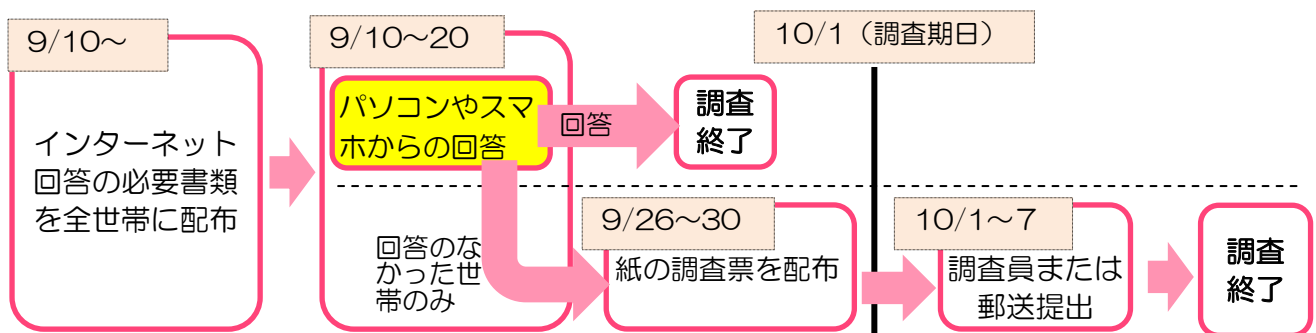 9/10～
インターネット
回答の必要書類
を全世帯に配布
9/10～20
パソコンやスマ
ホからの回答
回答
調査
終了
10/1（調査期日）
回答のな
かった世
帯のみ
9/26～30
紙の調査票を配布
10/1～7
調査員または
郵送提出
調査
終了